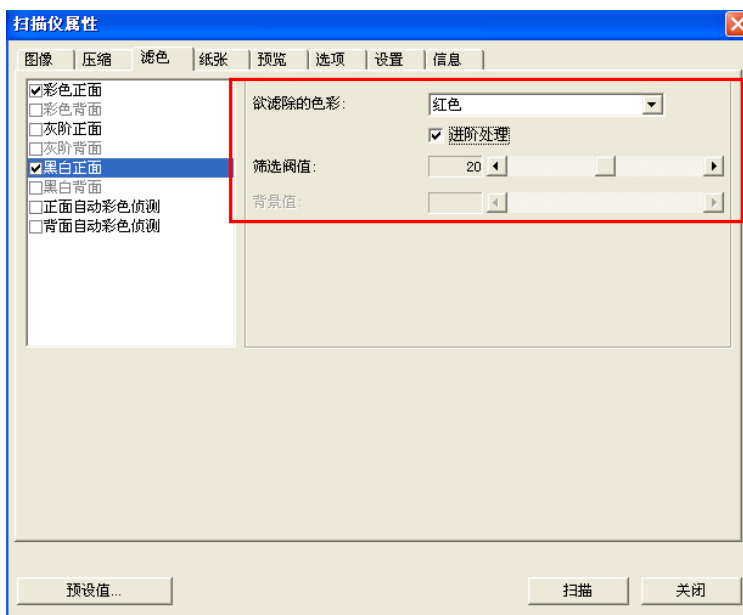 扫描仪属性
图像 压缩 滤色 纸张 预览 选项 设置 信息
彩色正面
彩色背面
灰阶正面
灰阶背面
黑白正面
黑白背面
正面自动彩色侦测
背面自动彩色侦测
欲滤除的色彩: 红色
进阶处理
筛选阀值: 20
背景值:
预设值... 扫描 关闭